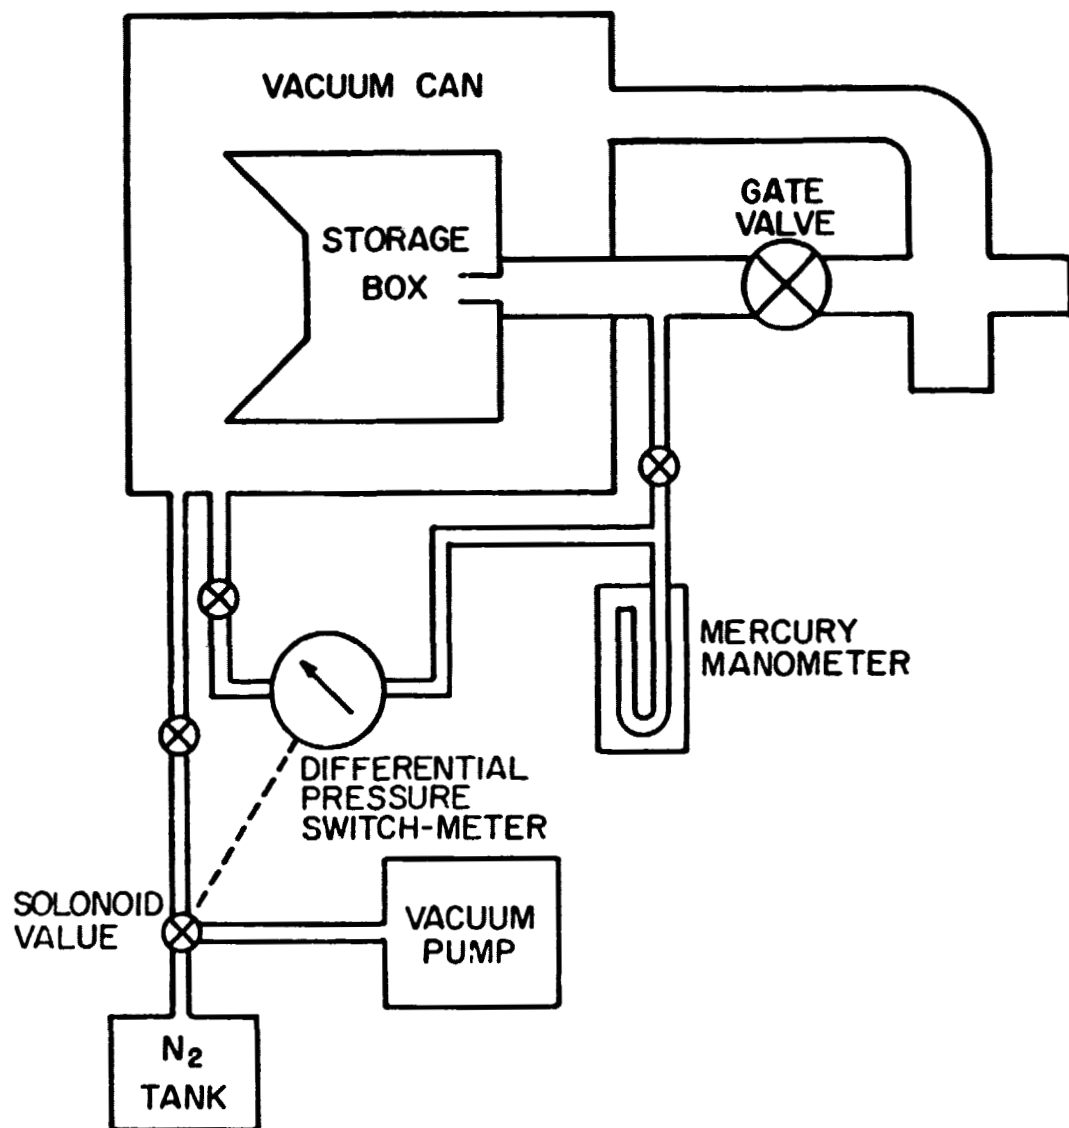 VACUUM CAN
GATE
VALVE
STORAGE
BOX
MERCURY
MANOMETER
DIFFERENTIAL
PRESSURE
SWITCH-METER
SOLONOID
VALUE
VACUUM
PUMP
N₂
TANK